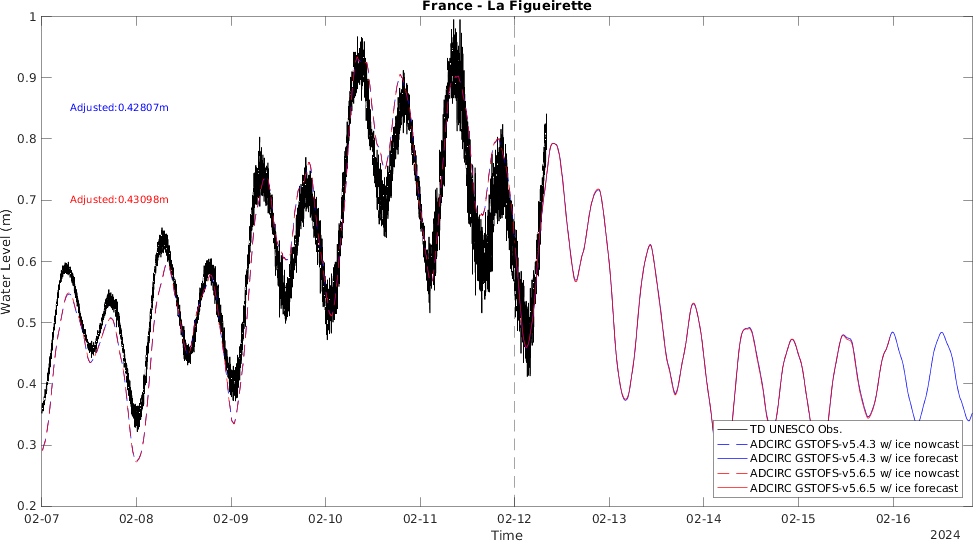 France - La Figueirette
1
0.9
0.8
0.7
0.6
0.5
0.4
0.3
0.2
Water Level (m)
Adjusted:0.42807m
Adjusted:0.43098m
TD UNESCO Obs.
ADCIRC GSTOFS-v5.4.3 w/ ice nowcast
ADCIRC GSTOFS-v5.4.3 w/ ice forecast
ADCIRC GSTOFS-v5.6.5 w/ ice nowcast
ADCIRC GSTOFS-v5.6.5 w/ ice forecast
02-07 02-08 02-09 02-10 02-11 02-12 02-13 02-14 02-15 02-16
Time
2024